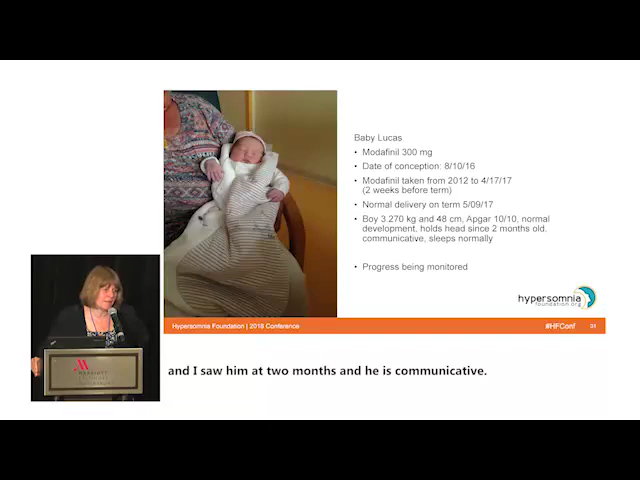 Baby Lucas
• Modafinil 300 mg
• Date of conception: 8/10/16
• Modafinil taken from 2012 to 4/17/17
(2 weeks before term)
• Normal delivery on term 5/09/17
• Boy 3.270 kg and 48 cm, Apgar 10/10, normal
development, holds head since 2 months old,
communicative, sleeps normally
• Progress being monitored
hypersomnia
foundation.org
Hypersomnia Foundation | 2018 Conference
#HFConf
31
MARRIOTT
and I saw him at two months and he is communicative.